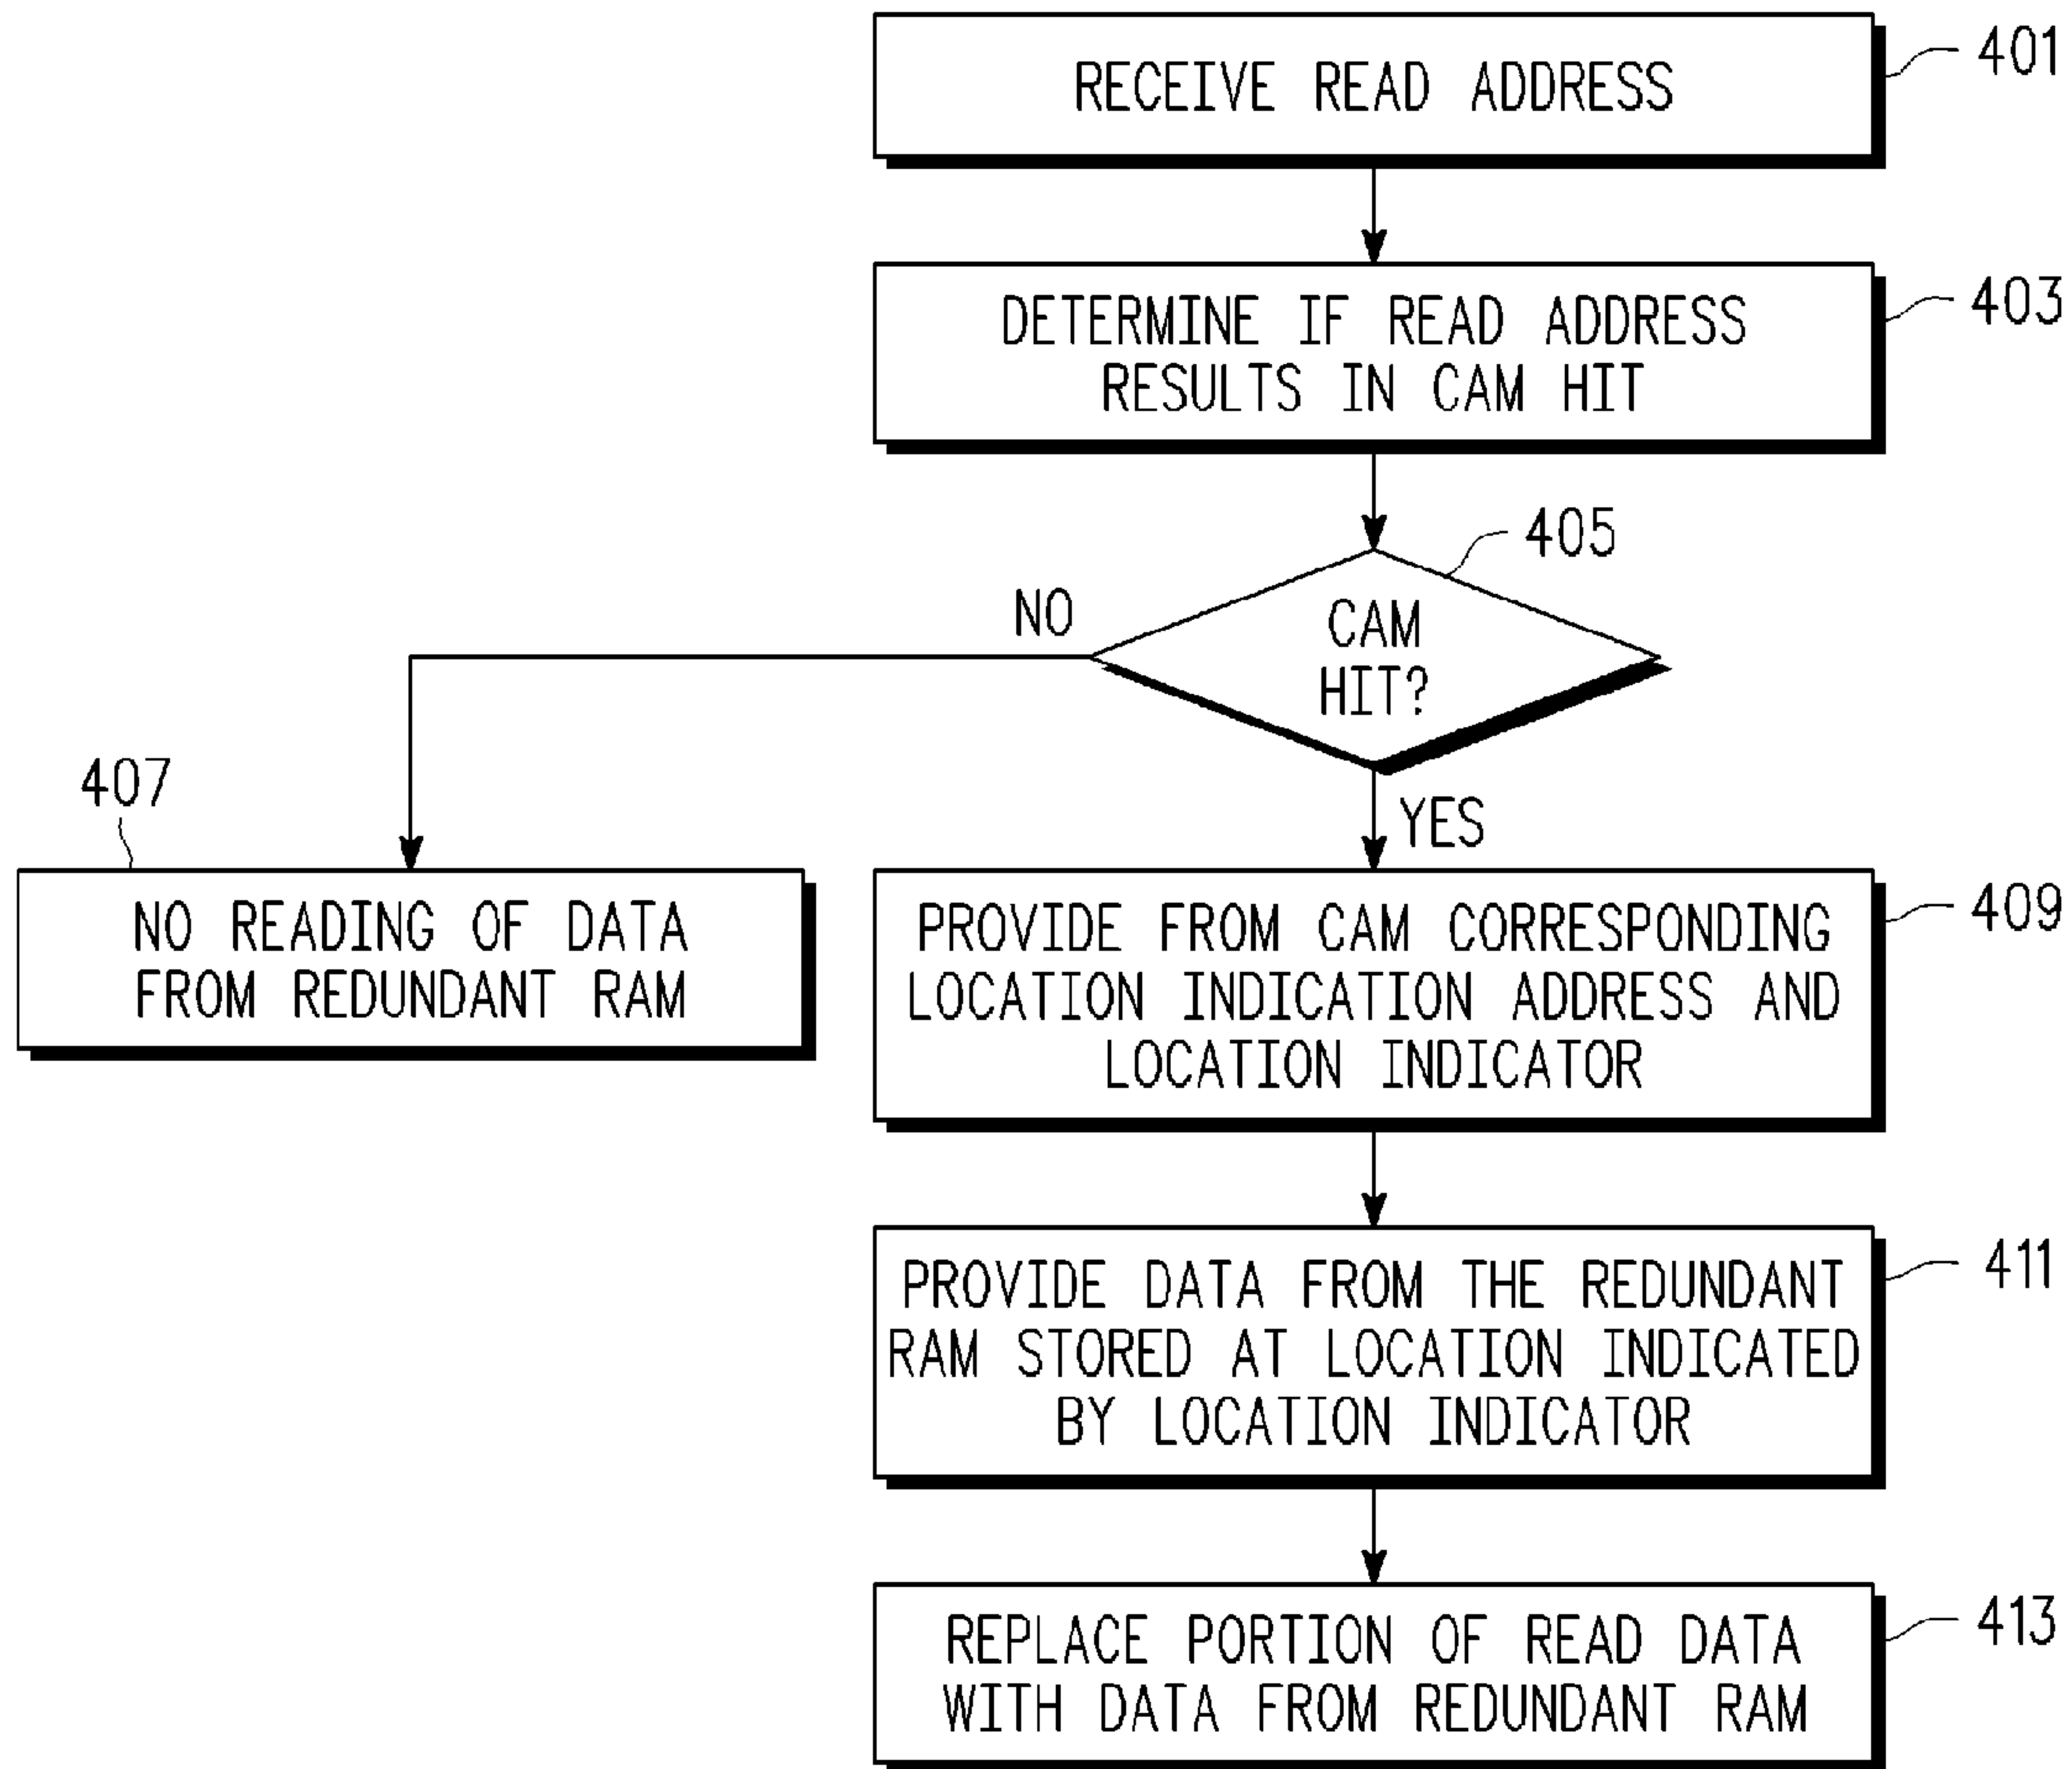 RECEIVE READ ADDRESS
401
DETERMINE IF READ ADDRESS
RESULTS IN CAM HIT
403
405
CAM
HIT?
NO
YES
407
NO READING OF DATA
FROM REDUNDANT RAM
PROVIDE FROM CAM CORRESPONDING
LOCATION INDICATION ADDRESS AND
LOCATION INDICATOR
409
PROVIDE DATA FROM THE REDUNDANT
RAM STORED AT LOCATION INDICATED
BY LOCATION INDICATOR
411
REPLACE PORTION OF READ DATA
WITH DATA FROM REDUNDANT RAM
413